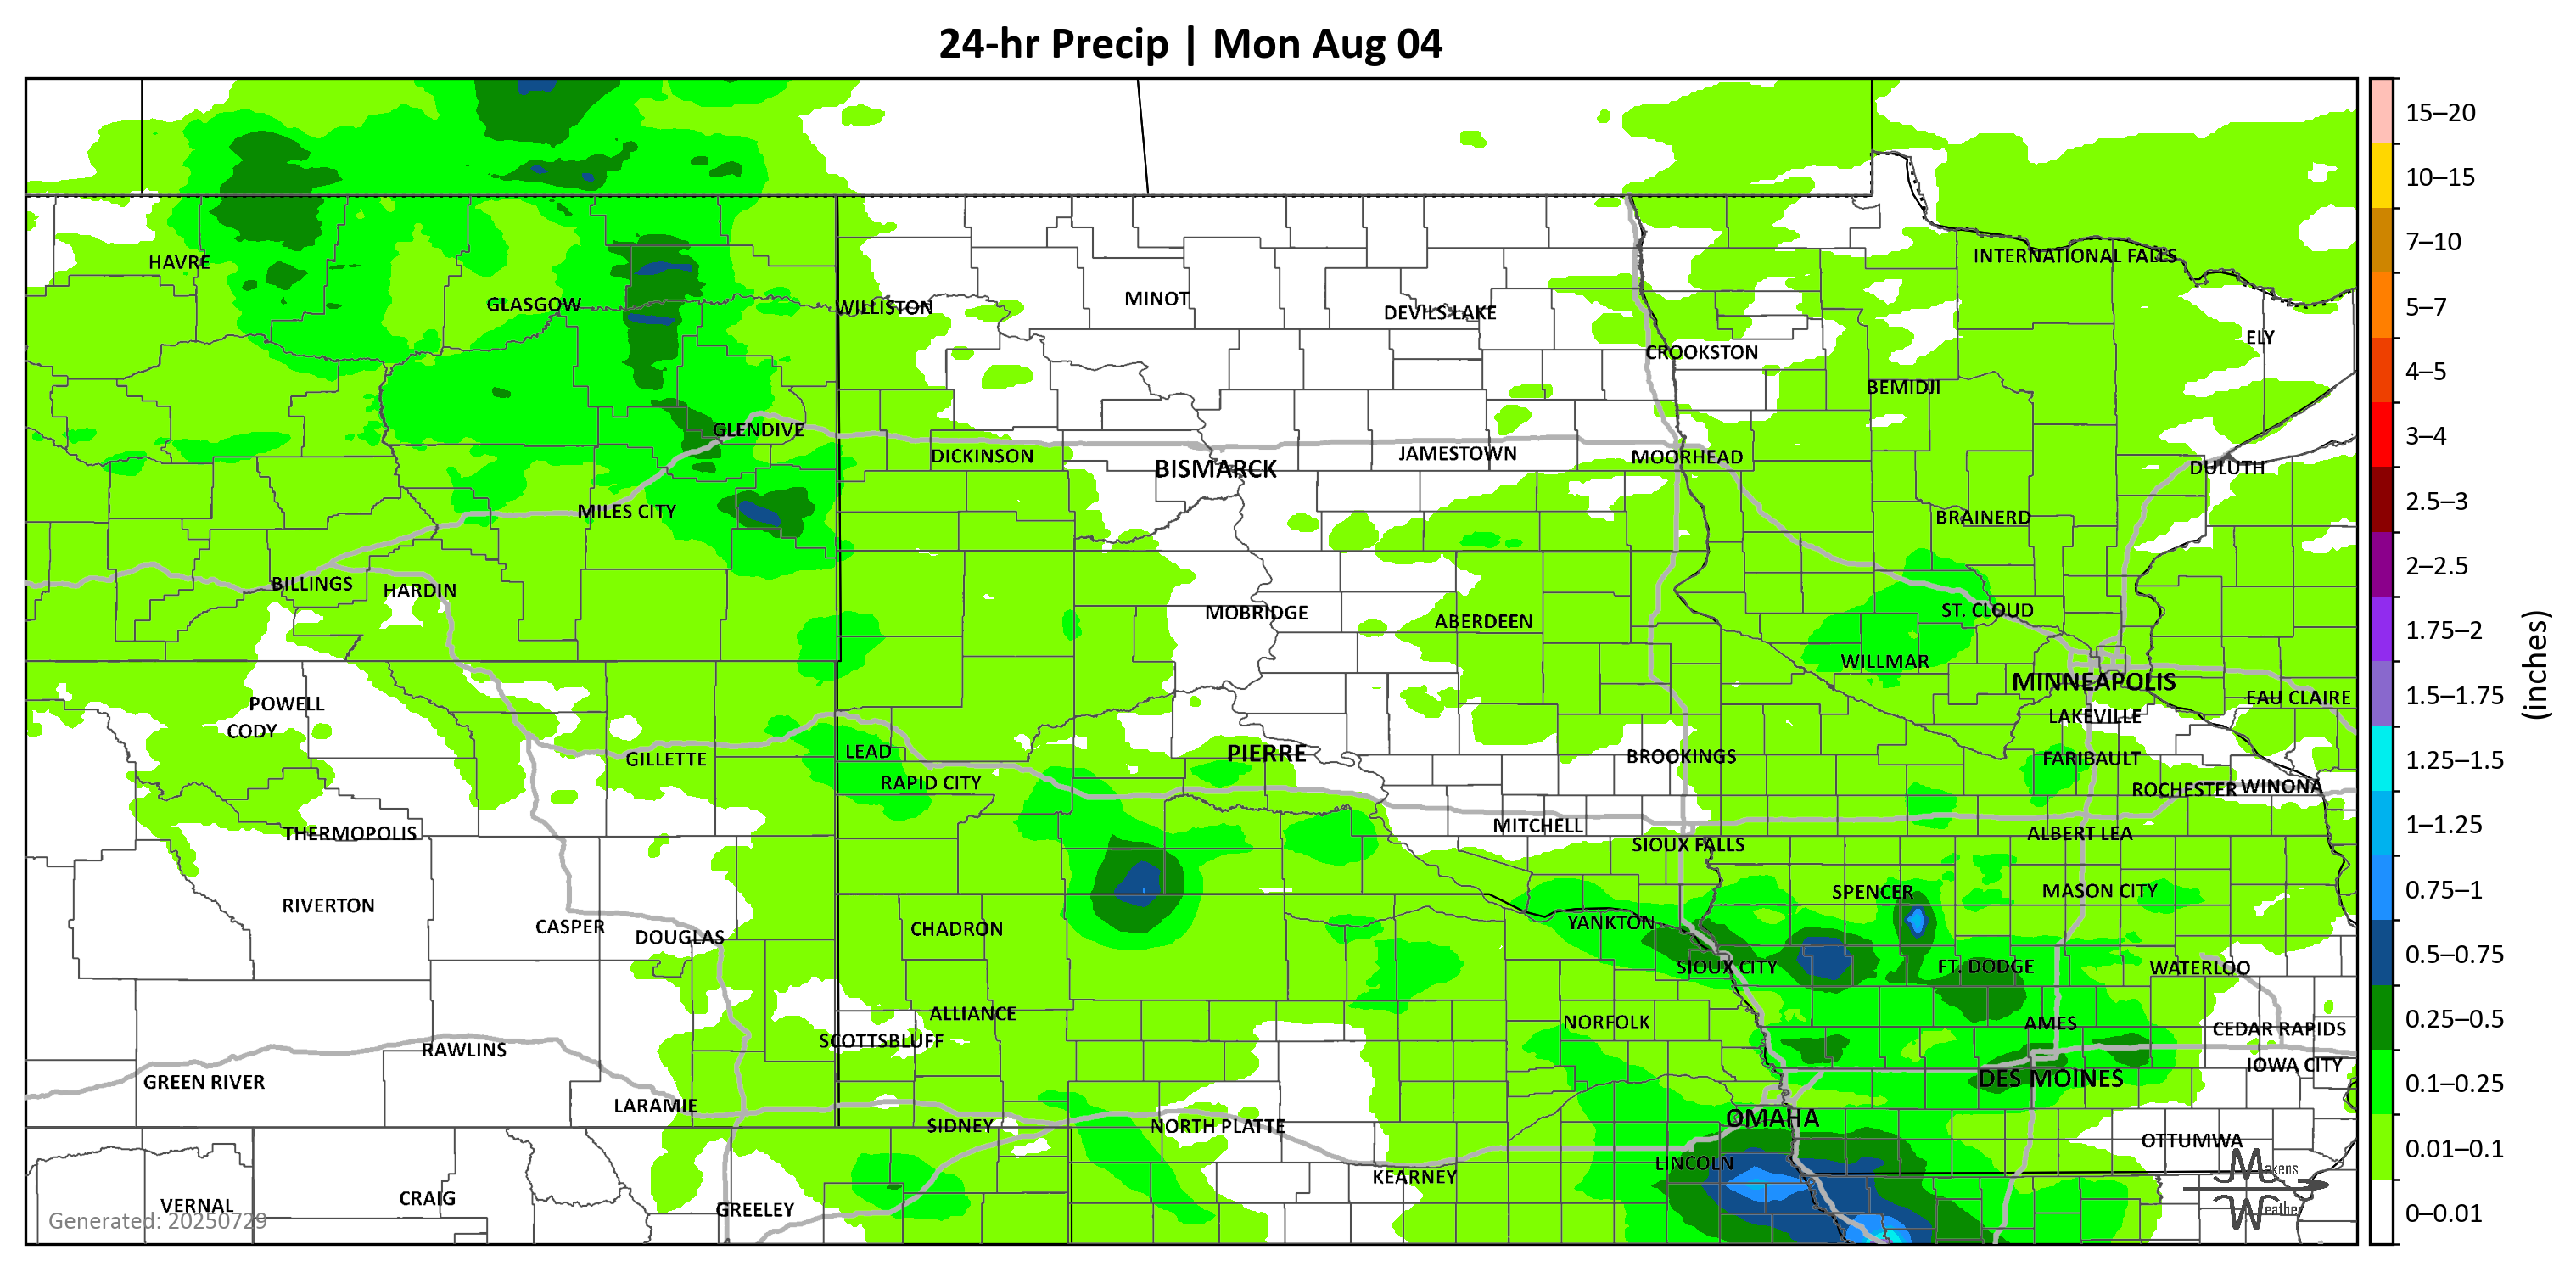 24-hr Precip | Mon Aug 04
15–20
10–15
7–10
5–7
4–5
3–4
2.5–3
2–2.5
1.75–2
1.5–1.75
1.25–1.5
1–1.25
0.75–1
0.5–0.75
0.25–0.5
0.1–0.25
0.01–0.1
0–0.01
(inches)
HAVRE
INTERNATIONAL FALLS
GLASGOW
WILLISTON
MINOT
DEVILS LAKE
ELY
CROOKSTON
BEMIDJI
GLENDIVE
DICKINSON
BISMARCK
JAMESTOWN
MOORHEAD
DULUTH
MILES CITY
BRAINERD
BILLINGS
HARDIN
MOBRIDGE
ABERDEEN
ST. CLOUD
WILLMAR
MINNEAPOLIS
EAU CLAIRE
POWELL
CODY
LAKEVILLE
GILLETTE
LEAD
PIERRE
BROOKINGS
FARIBAULT
RAPID CITY
ROCHESTER
WINONA
THERMOPOLIS
MITCHELL
SIOUX FALLS
ALBERT LEA
RIVERTON
SPENCER
MASON CITY
CASPER
DOUGLAS
CHADRON
YANKTON
SIOUX CITY
FT. DODGE
WATERLOO
ALLIANCE
NORFOLK
AMES
CEDAR RAPIDS
SCOTTSBLUFF
RAWLINS
IOWA CITY
GREEN RIVER
DES MOINES
LARAMIE
SIDNEY
NORTH PLATTE
OMAHA
OTTUMWA
LINCOLN
KEARNEY
VERNAL
CRAIG
GREELEY
Makens
Weather
Generated: 20250729